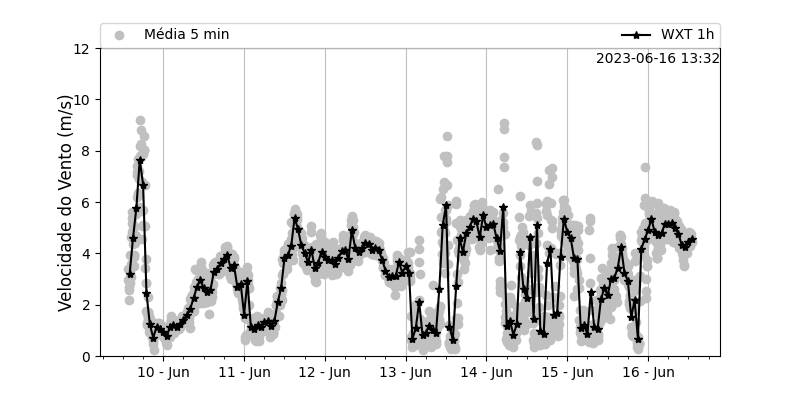 Média 5 min
WXT 1h
2023-06-16 13:32
Velocidade do Vento (m/s)
12
10
8
6
4
2
0
10 - Jun
11 - Jun
12 - Jun
13 - Jun
14 - Jun
15 - Jun
16 - Jun